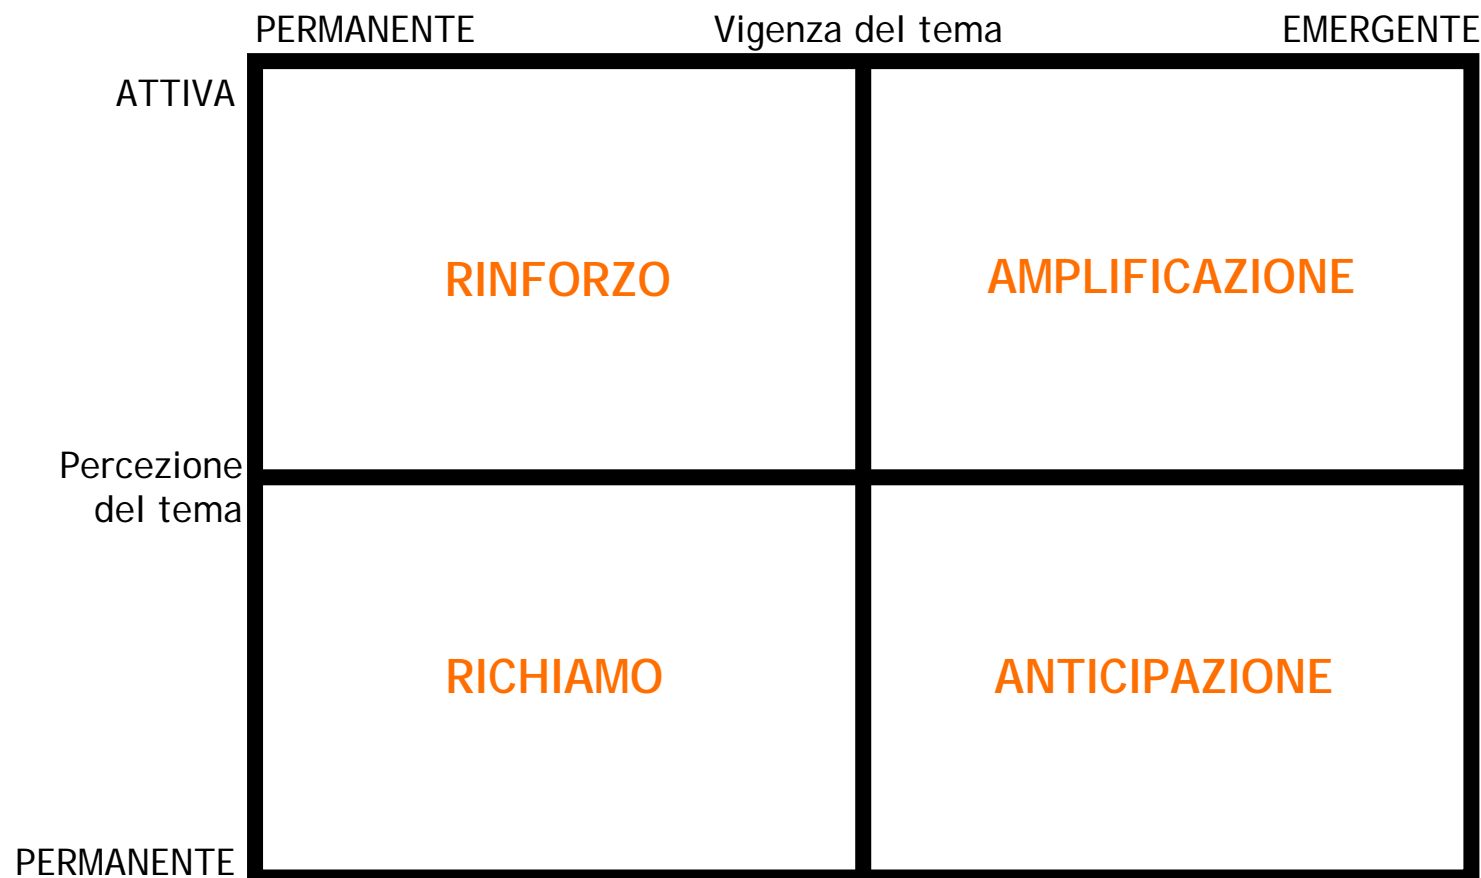 PERMANENTE Vigenza del tema EMERGENTE
ATTIVA
RINFORZO AMPLIFICAZIONE
Percezione
del tema
RICHIAMO ANTICIPAZIONE
PERMANENTE